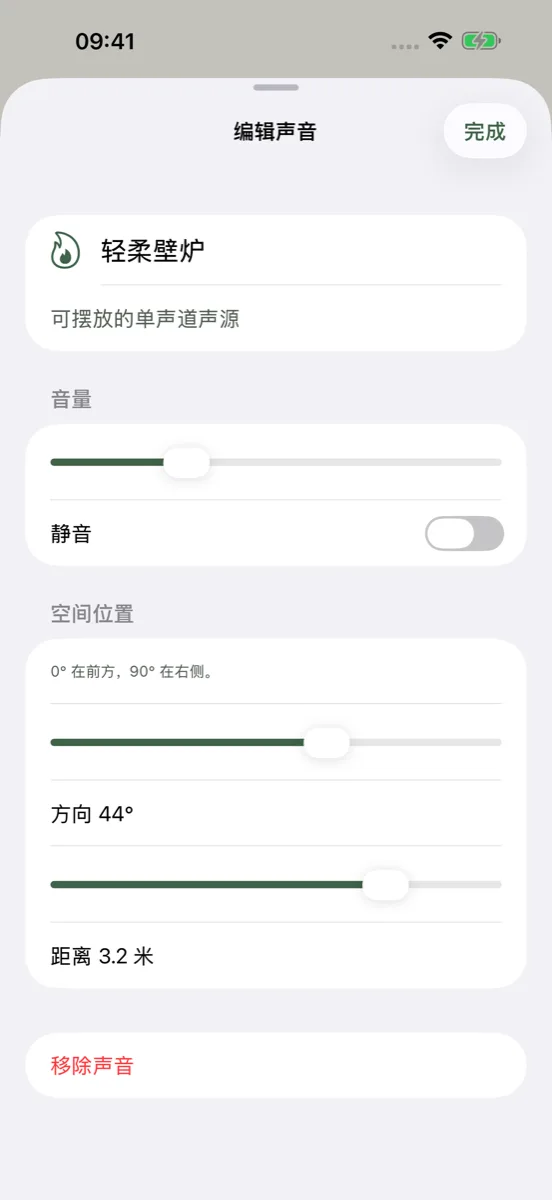 09:41
编辑声音
完成
轻柔壁炉
可摆放的单声道声源
音量
静音
空间位置
0° 在前方，90° 在右侧。
方向 44°
距离 3.2 米
移除声音